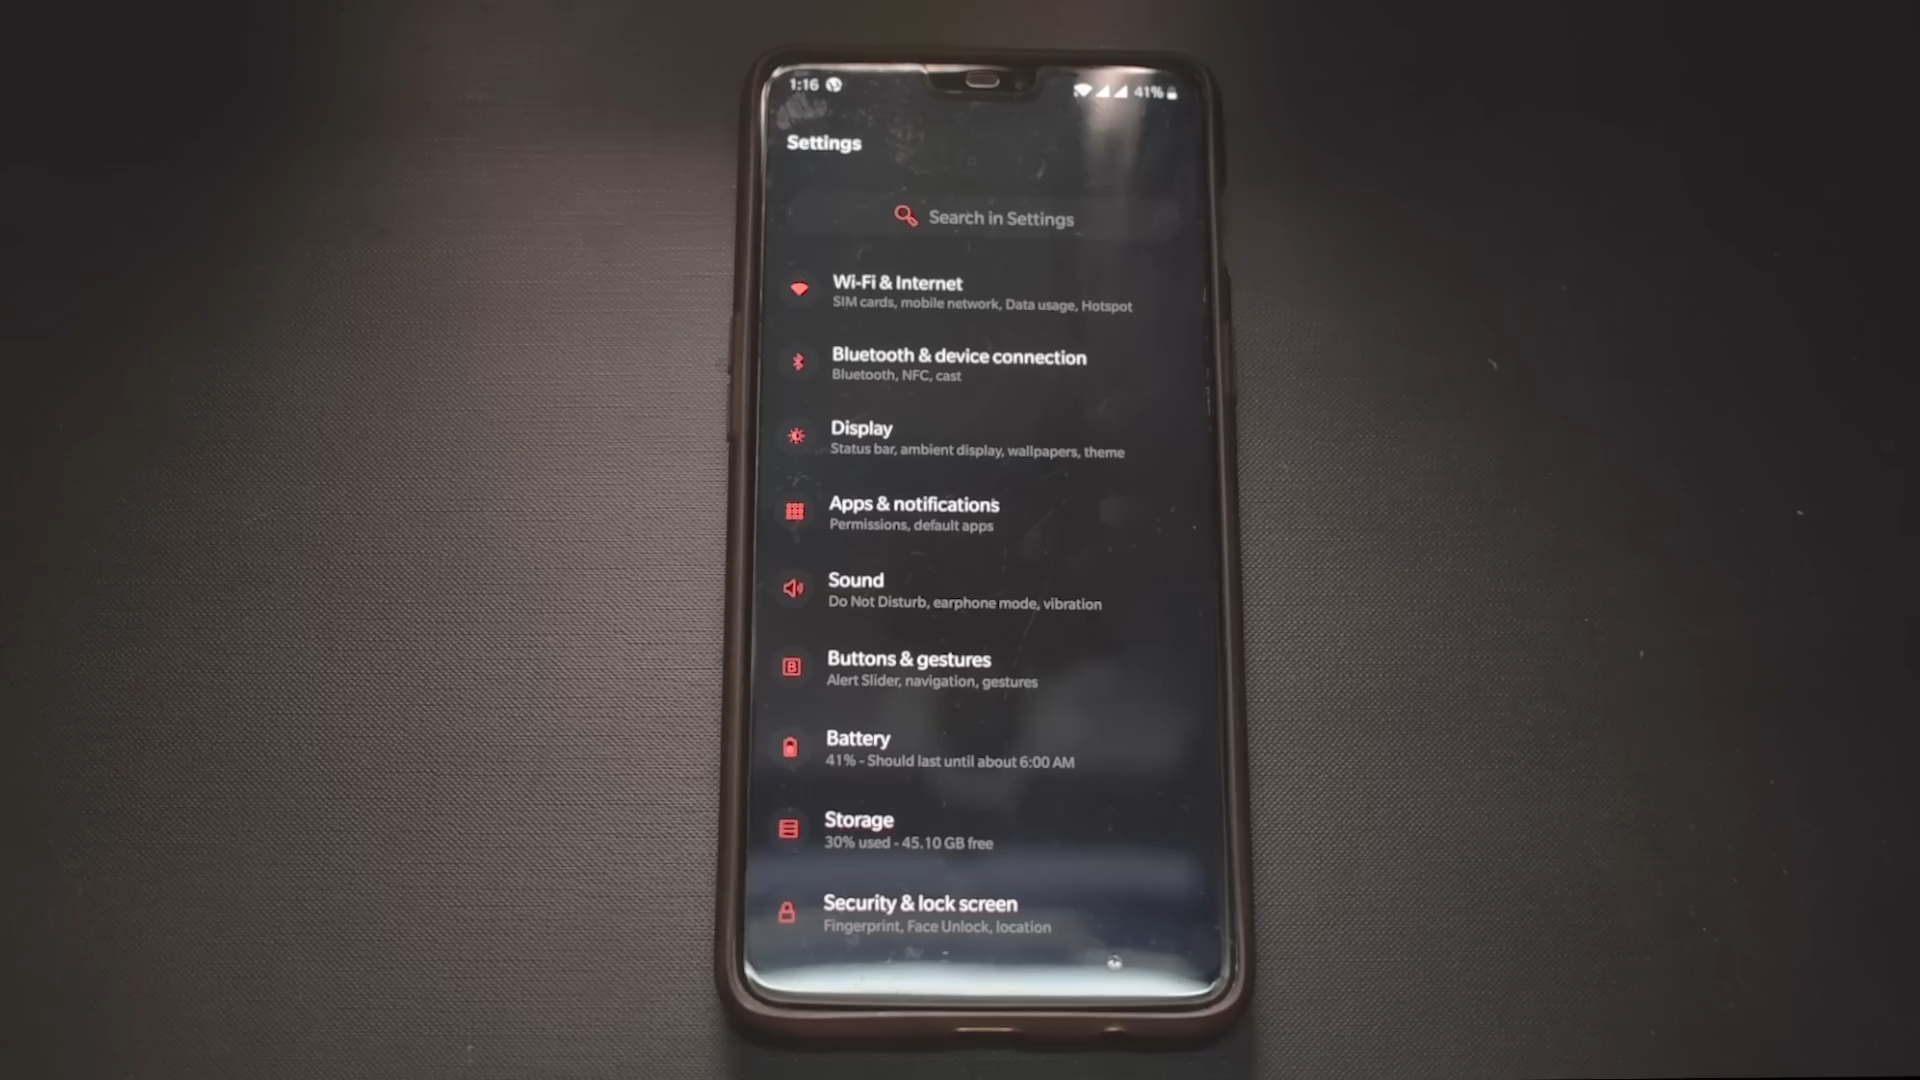 1:16
41%
Settings
Search in Settings
Wi-Fi & Internet
SIM cards, mobile network, Data usage, Hotspot
Bluetooth & device connection
Bluetooth, NFC, cast
Display
Status bar, ambient display, wallpapers, theme
Apps & notifications
Permissions, default apps
Sound
Do Not Disturb, earphone mode, vibration
B
Buttons & gestures
Alert Slider, navigation, gestures
Battery
41% - Should last until about 6:00 AM
Storage
30% used - 45.10 GB free
Security & lock screen
Fingerprint, Face Unlock, location